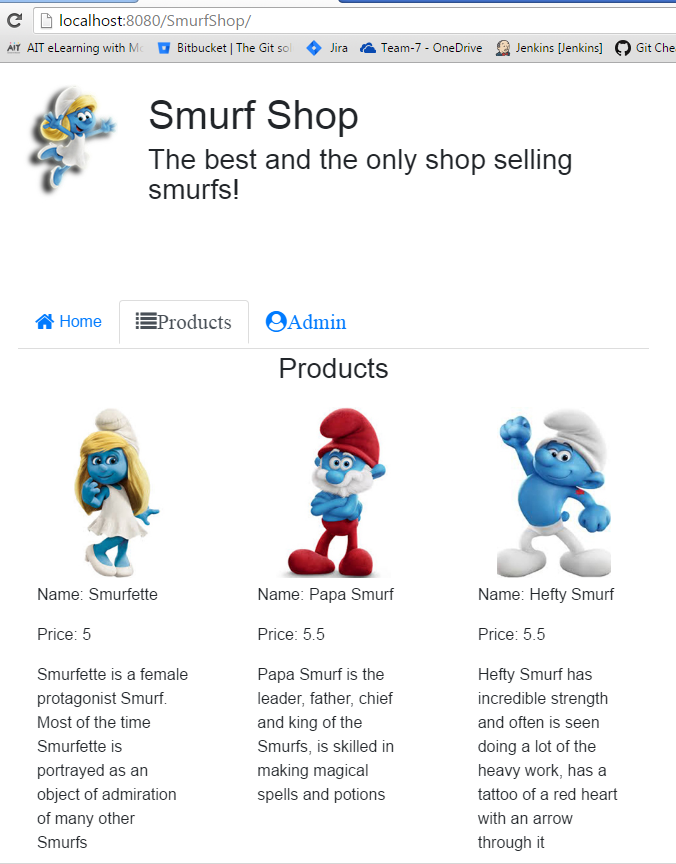 localhost:8080/SmurfShop/
AIT AIT eLearning with Mo Bitbucket | The Git sol Jira Team-7 - OneDrive Jenkins [Jenkins] Git Che
Smurf Shop
The best and the only shop selling
smurfs!
Home Products Admin
Products
Name: Smurfette
Price: 5
Smurfette is a female
protagonist Smurf.
Most of the time
Smurfette is
portrayed as an
object of admiration
of many other
Smurfs
Name: Papa Smurf
Price: 5.5
Papa Smurf is the
leader, father, chief
and king of the
Smurfs, is skilled in
making magical
spells and potions
Name: Hefty Smurf
Price: 5.5
Hefty Smurf has
incredible strength
and often is seen
doing a lot of the
heavy work, has a
tattoo of a red heart
with an arrow
through it